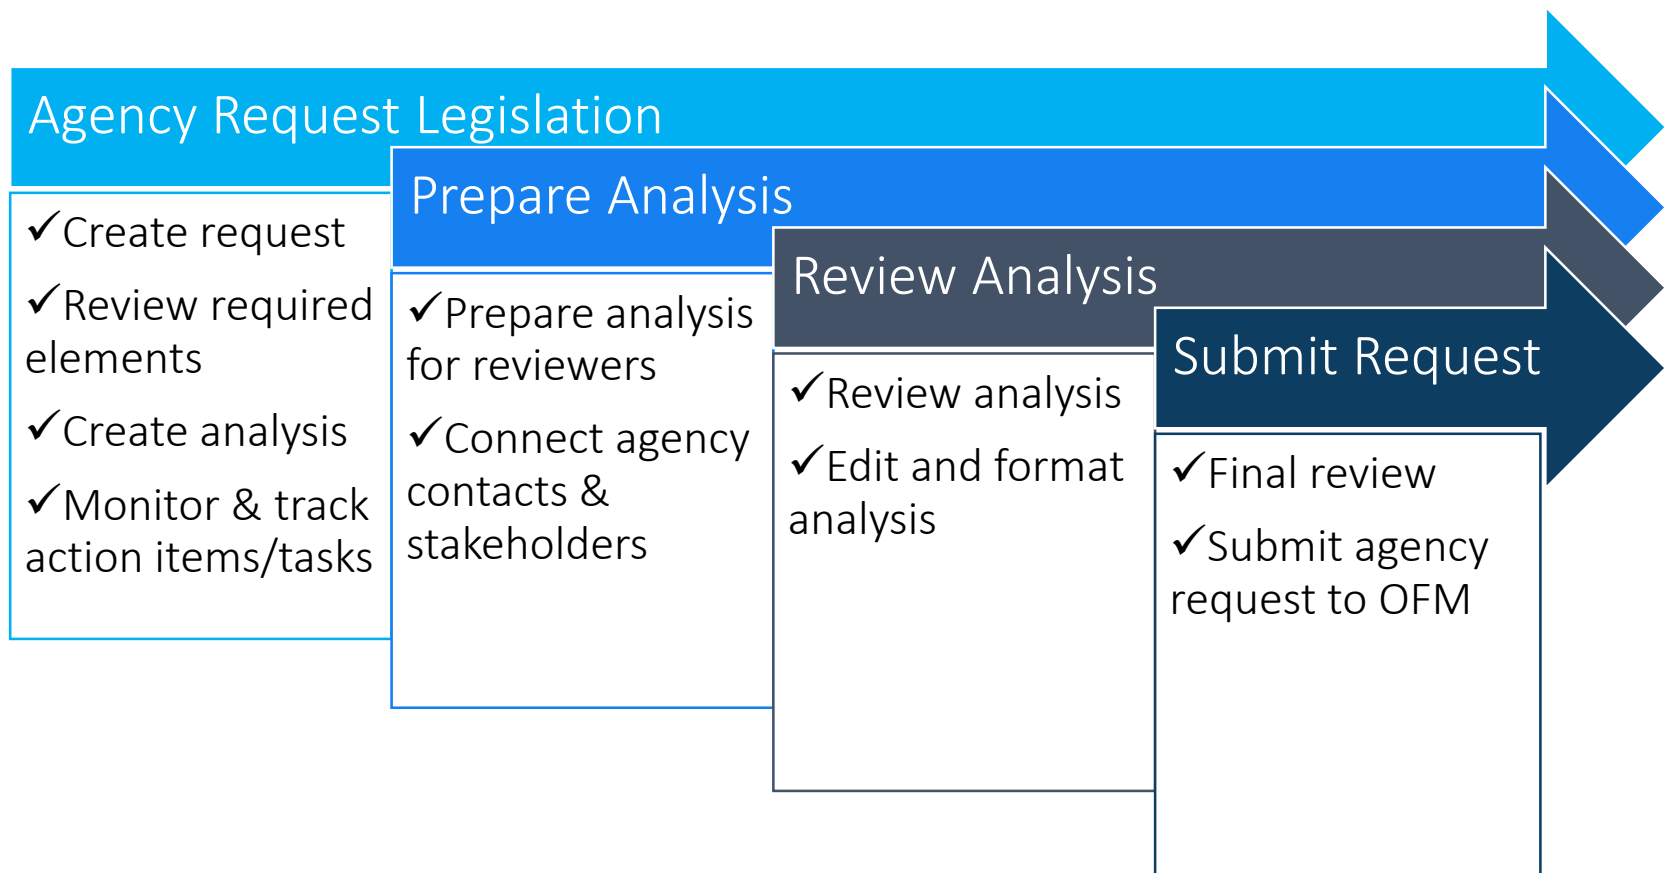 Agency Request Legislation
✓Create request
✓Review required
elements
✓Create analysis
✓Monitor & track
action items/tasks
Prepare Analysis
✓Prepare analysis
for reviewers
✓Connect agency
contacts &
stakeholders
Review Analysis
✓Review analysis
✓Edit and format
analysis
Submit Request
✓Final review
✓Submit agency
request to OFM